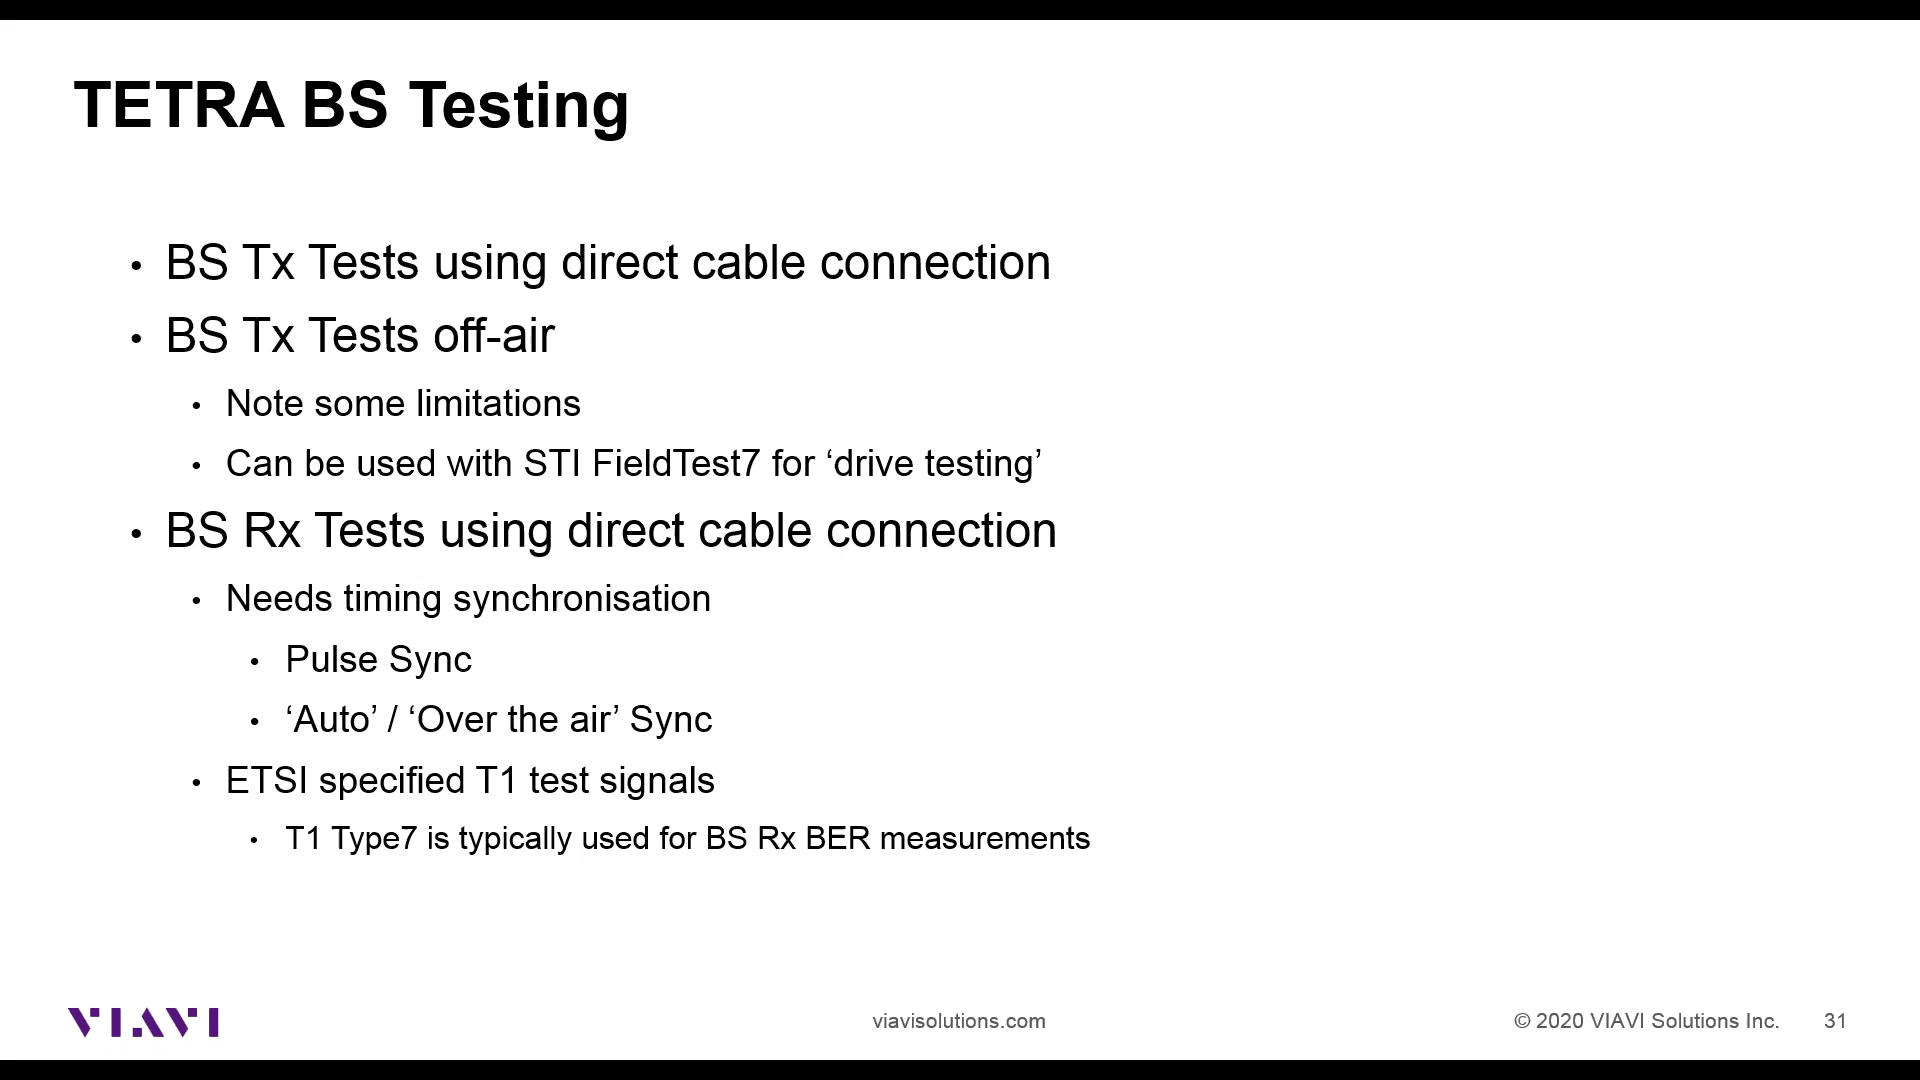 TETRA BS Testing
• BS Tx Tests using direct cable connection
• BS Tx Tests off-air
• Note some limitations
• Can be used with STI FieldTest7 for ‘drive testing’
• BS Rx Tests using direct cable connection
• Needs timing synchronisation
• Pulse Sync
• ‘Auto’ / ‘Over the air’ Sync
• ETSI specified T1 test signals
• T1 Type7 is typically used for BS Rx BER measurements
VIAVI viavisolutions.com © 2020 VIAVI Solutions Inc. 31